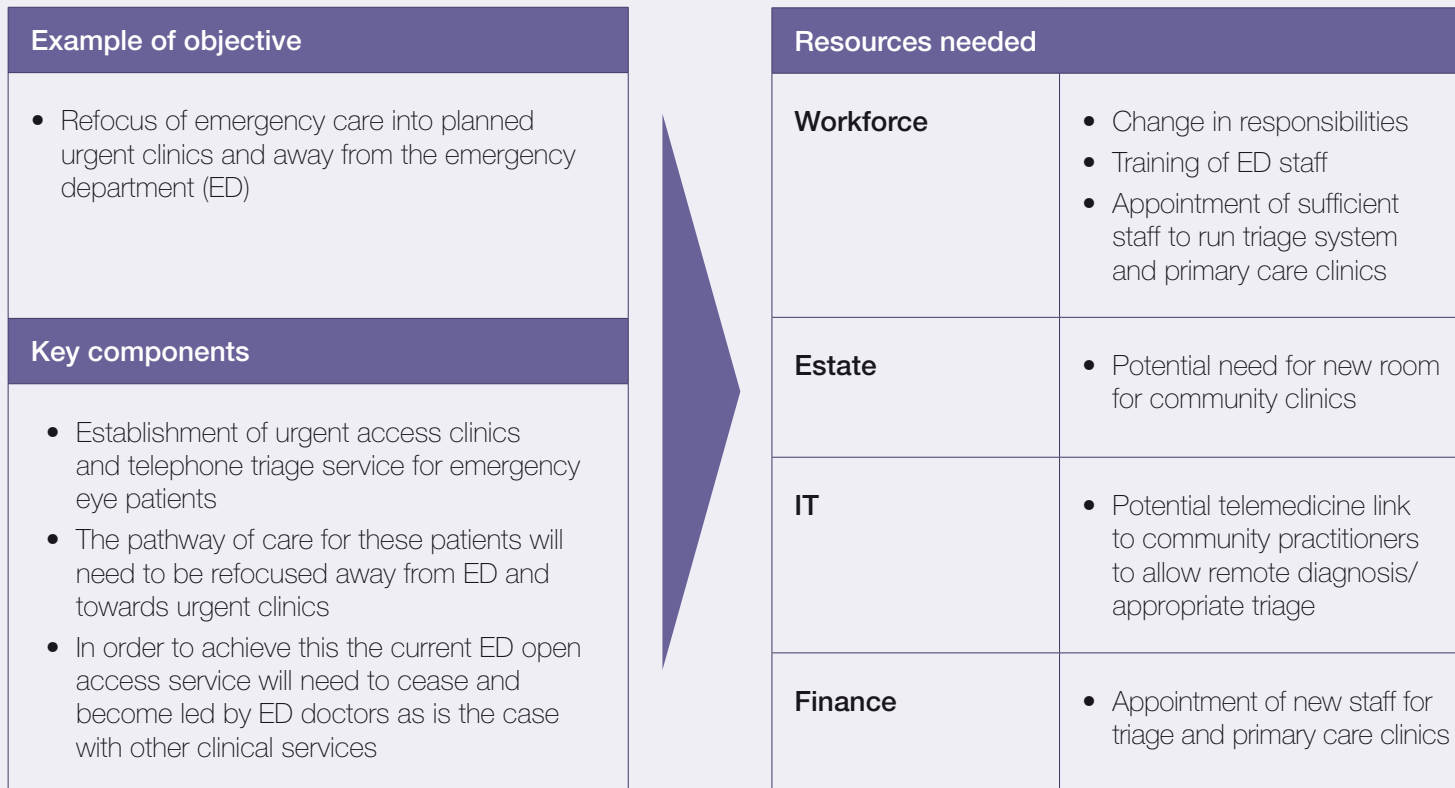 Example of objective
• Refocus of emergency care into planned
urgent clinics and away from the emergency
department (ED)
Key components
• Establishment of urgent access clinics
and telephone triage service for emergency
eye patients
• The pathway of care for these patients will
need to be refocused away from ED and
towards urgent clinics
• In order to achieve this the current ED open
access service will need to cease and
become led by ED doctors as is the case
with other clinical services
Resources needed
Workforce
• Change in responsibilities
• Training of ED staff
• Appointment of sufficient
staff to run triage system
and primary care clinics
Estate
• Potential need for new room
for community clinics
IT
• Potential telemedicine link
to community practitioners
to allow remote diagnosis/
appropriate triage
Finance
• Appointment of new staff for
triage and primary care clinics